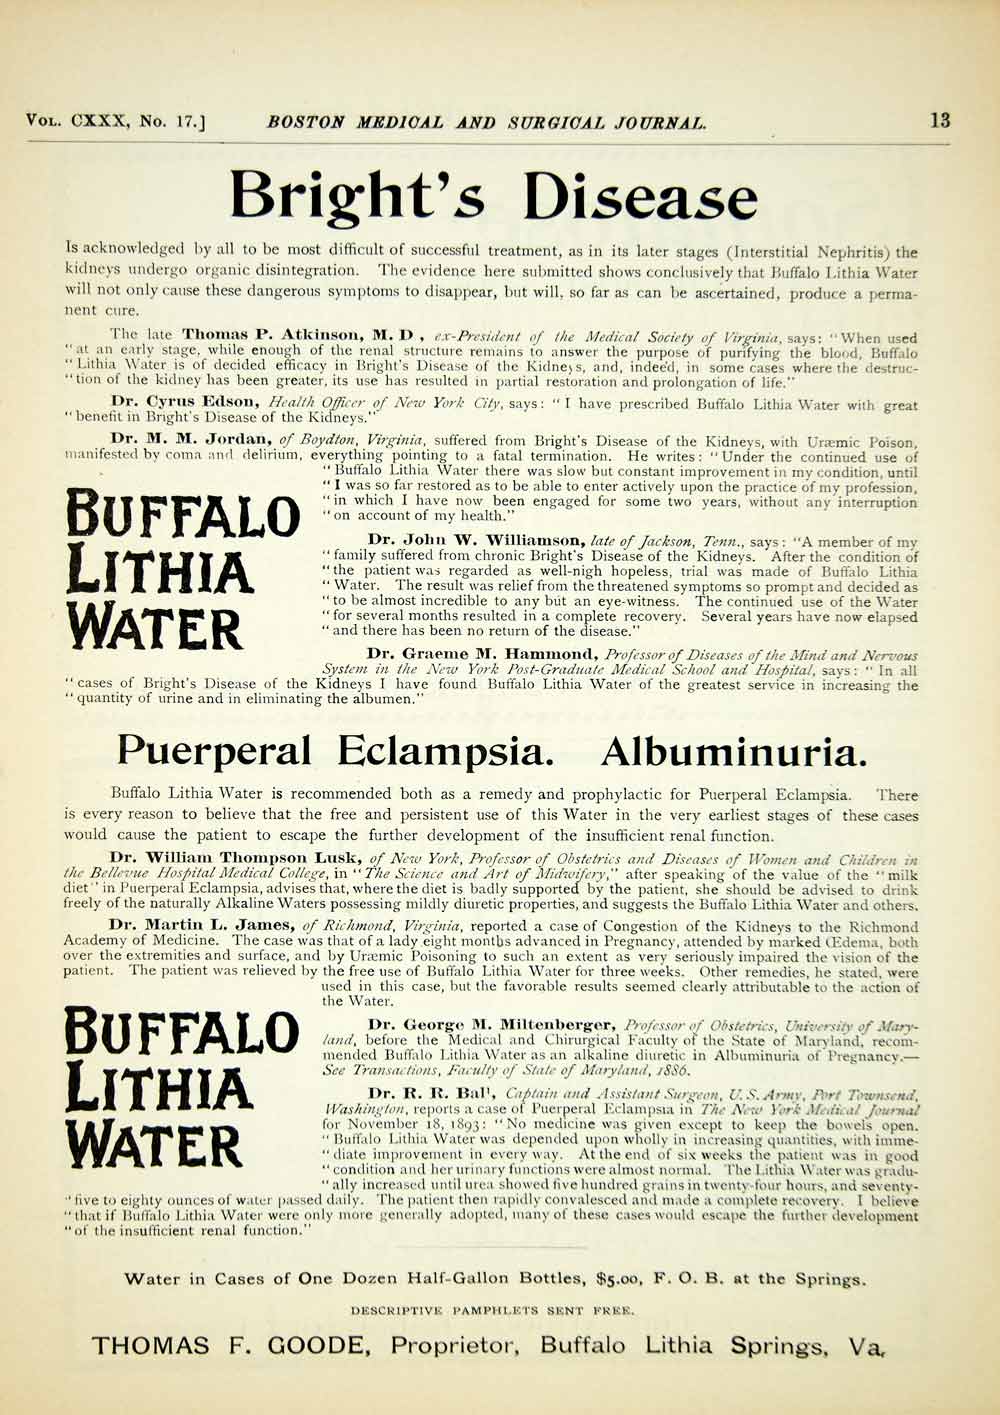 VOL. CXXX, NO. 17.] BOSTON MEDICAL AND SURGICAL JOURNAL. 13
Bright's Disease
Is acknowledged by all to be most difficult of successful treatment, as in its later stages (Interstitial Nephritis) the
kidneys undergo organic disintegration. The evidence here submitted shows conclusively that Buffalo Lithia Water
will not only cause these dangerous symptoms to disappear, but will, so far as can be ascertained, produce a perma-
nent cure.
The late Thomas P. Atkinson, M. D , ex-President of the Medical Society of Virginia, says: "When used
"at an early stage, while enough of the renal structure remains to answer the purpose of purifying the blood, Buffalo
"Lithia Water is of decided efficacy in Bright's Disease of the Kidneys, and, indeed, in some cases where the destruc-
"tion of the kidney has been greater, its use has resulted in partial restoration and prolongation of life."
Dr. Cyrus Edson, Health Officer of New York City, says: "I have prescribed Buffalo Lithia Water with great
"benefit in Bright's Disease of the Kidneys."
Dr. M. M. Jordan, of Boydton, Virginia, suffered from Bright's Disease of the Kidneys, with Uræmic Poison,
manifested by coma and delirium, everything pointing to a fatal termination. He writes: "Under the continued use of
"Buffalo Lithia Water there was slow but constant improvement in my condition, until
"I was so far restored as to be able to enter actively upon the practice of my profession,
"in which I have now been engaged for some two years, without any interruption
"on account of my health."
BUFFALO
LITHIA
WATER
Dr. John W. Williamson, late of Jackson, Tenn., says: "A member of my
"family suffered from chronic Bright's Disease of the Kidneys. After the condition of
"the patient was regarded as well-nigh hopeless, trial was made of Buffalo Lithia
"Water. The result was relief from the threatened symptoms so prompt and decided as
"to be almost incredible to any but an eye-witness. The continued use of the Water
"for several months resulted in a complete recovery. Several years have now elapsed
"and there has been no return of the disease."
Dr. Graeme M. Hammond, Professor of Diseases of the Mind and Nervous
System in the New York Post-Graduate Medical School and Hospital, says: "In all
"cases of Bright's Disease of the Kidneys I have found Buffalo Lithia Water of the greatest service in increasing the
"quantity of urine and in eliminating the albumen."
Puerperal Eclampsia. Albuminuria.
Buffalo Lithia Water is recommended both as a remedy and prophylactic for Puerperal Eclampsia. There
is every reason to believe that the free and persistent use of this Water in the very earliest stages of these cases
would cause the patient to escape the further development of the insufficient renal function.
Dr. William Thompson Lusk, of New York, Professor of Obstetrics and Diseases of Women and Children in
the Bellevue Hospital Medical College, in "The Science and Art of Midwifery," after speaking of the value of the "milk
diet" in Puerperal Eclampsia, advises that, where the diet is badly supported by the patient, she should be advised to drink
freely of the naturally Alkaline Waters possessing mildly diuretic properties, and suggests the Buffalo Lithia Water and others.
Dr. Martin L. James, of Richmond, Virginia, reported a case of Congestion of the Kidneys to the Richmond
Academy of Medicine. The case was that of a lady eight months advanced in Pregnancy, attended by marked Œdema, both
over the extremities and surface, and by Uræmic Poisoning to such an extent as very seriously impaired the vision of the
patient. The patient was relieved by the free use of Buffalo Lithia Water for three weeks. Other remedies, he stated, were
used in this case, but the favorable results seemed clearly attributable to the action of
the Water.
BUFFALO
LITHIA
WATER
Dr. George M. Miltenberger, Professor of Obstetrics, University of Mary-
land, before the Medical and Chirurgical Faculty of the State of Maryland, recom-
mended Buffalo Lithia Water as an alkaline diuretic in Albuminuria of Pregnancy.—
See Transactions, Faculty of State of Maryland, 1886.
Dr. R. R. Ball, Captain and Assistant Surgeon, U. S. Army, Port Townsend,
Washington, reports a case of Puerperal Eclampsia in The New York Medical Journal
for November 18, 1893: "No medicine was given except to keep the bowels open.
"Buffalo Lithia Water was depended upon wholly in increasing quantities, with imme-
"diate improvement in every way. At the end of six weeks the patient was in good
"condition and her urinary functions were almost normal. The Lithia Water was gradu-
"ally increased until urea showed five hundred grains in twenty-four hours, and seventy-
"five to eighty ounces of water passed daily. The patient then rapidly convalesced and made a complete recovery. I believe
"that if Buffalo Lithia Water were only more generally adopted, many of these cases would escape the further development
"of the insufficient renal function."
Water in Cases of One Dozen Half-Gallon Bottles, $5.00, F. O. B. at the Springs.
DESCRIPTIVE PAMPHLETS SENT FREE.
THOMAS F. GOODE, Proprietor, Buffalo Lithia Springs, Va.